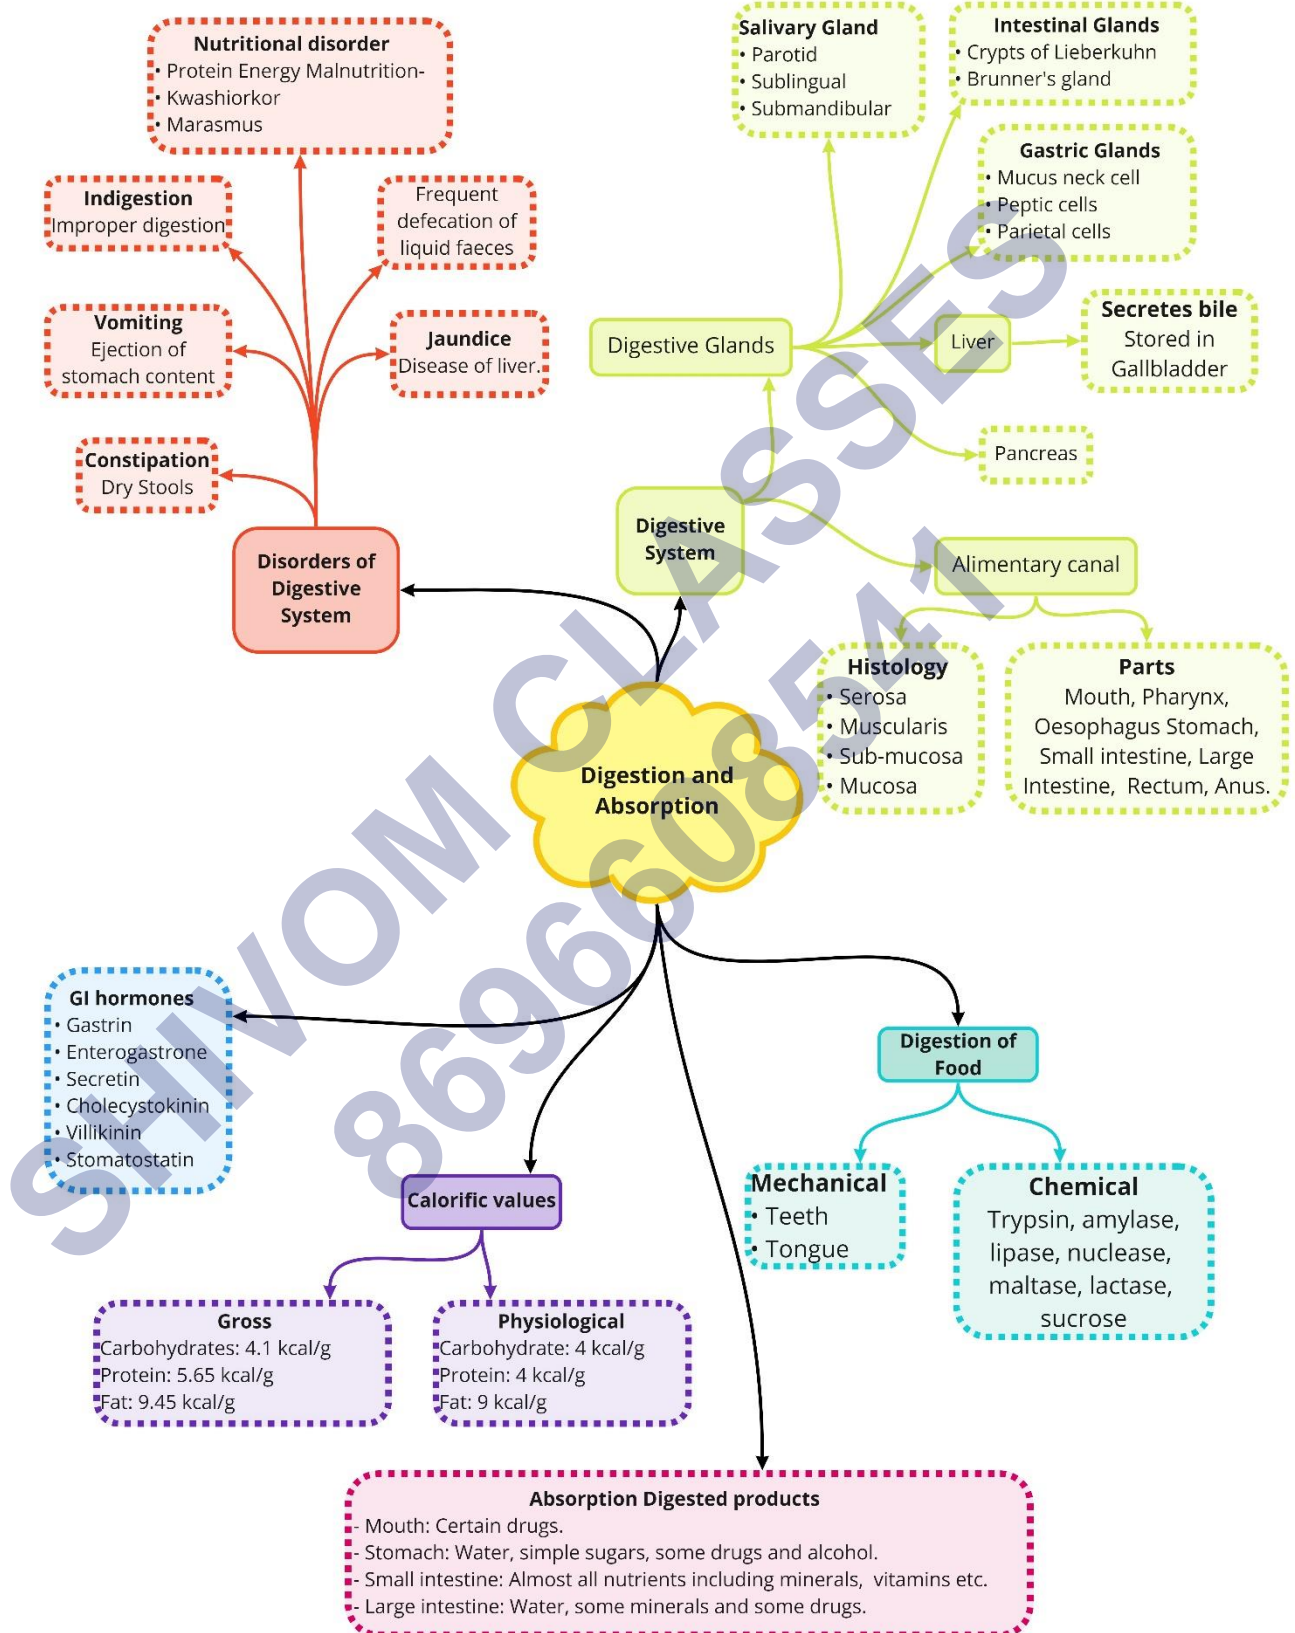 Nutritional disorder
• Protein Energy Malnutrition-
• Kwashiorkor
• Marasmus
Indigestion
Improper digestion
Frequent
defecation of
liquid faeces
Vomiting
Ejection of
stomach content
Jaundice
Disease of liver.
Constipation
Dry Stools
Disorders of
Digestive
System
Salivary Gland
• Parotid
• Sublingual
• Submandibular
Intestinal Glands
• Crypts of Lieberkuhn
• Brunner's gland
Gastric Glands
• Mucus neck cell
• Peptic cells
• Parietal cells
Digestive Glands
Liver
Secretes bile
Stored in
Gallbladder
Pancreas
Digestive
System
Alimentary canal
Histology
• Serosa
• Muscularis
• Sub-mucosa
• Mucosa
Parts
Mouth, Pharynx,
Oesophagus Stomach,
Small intestine, Large
Intestine, Rectum, Anus.
Digestion and
Absorption
GI hormones
• Gastrin
• Enterogastrone
• Secretin
• Cholecystokinin
• Villikinin
• Stomatostatin
Digestion of
Food
Mechanical
• Teeth
• Tongue
Chemical
Trypsin, amylase,
lipase, nuclease,
maltase, lactase,
sucrose
Calorific values
Gross
Carbohydrates: 4.1 kcal/g
Protein: 5.65 kcal/g
Fat: 9.45 kcal/g
Physiological
Carbohydrate: 4 kcal/g
Protein: 4 kcal/g
Fat: 9 kcal/g
Absorption Digested products
- Mouth: Certain drugs.
- Stomach: Water, simple sugars, some drugs and alcohol.
- Small intestine: Almost all nutrients including minerals, vitamins etc.
- Large intestine: Water, some minerals and some drugs.
SHIVOM CLASSES
8696608541